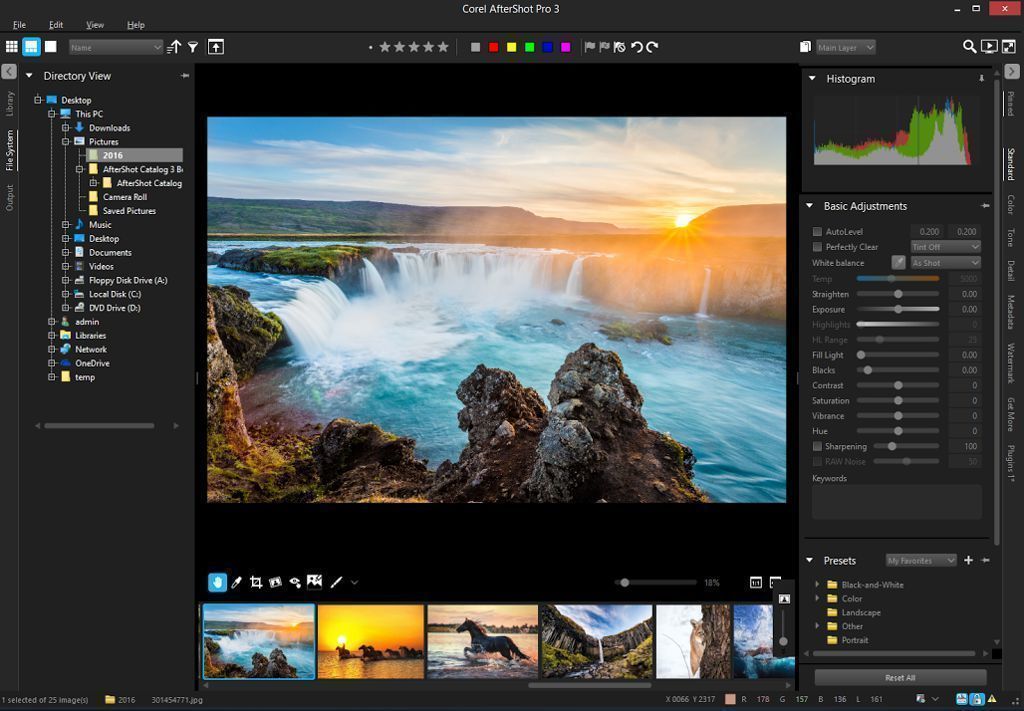 Corel AfterShot Pro 3
File Edit View Help
Name
Main Layer
Directory View
Library
File System
Output
Desktop
This PC
Downloads
Pictures
2016
AfterShot Catalog 3 Be
AfterShot Catalog
Camera Roll
Saved Pictures
Music
Desktop
Documents
Videos
Floppy Disk Drive (A:)
Local Disk (C:)
DVD Drive (D:)
admin
Libraries
Network
OneDrive
temp
18%
Histogram
Basic Adjustments
AutoLevel 0.200 0.200
Perfectly Clear Tint Off
White balance As Shot
Temp 5000
Straighten 0.00
Exposure 0.00
Highlights 0
HL Range 25
Fill Light 0.00
Blacks 0.00
Contrast 0
Saturation 0
Vibrance 0
Hue 0
Sharpening 100
RAW Noise 50
Keywords
Presets My Favorites
Black-and-White
Color
Landscape
Other
Portrait
Reset All
Pinned
Standard
Color
Tone
Detail
Metadata
Watermark
Get More
Plugins 1*
1 selected of 25 image(s) 2016 301454771.jpg X 0066 Y 2317 R 178 G 157 B 136 L 161